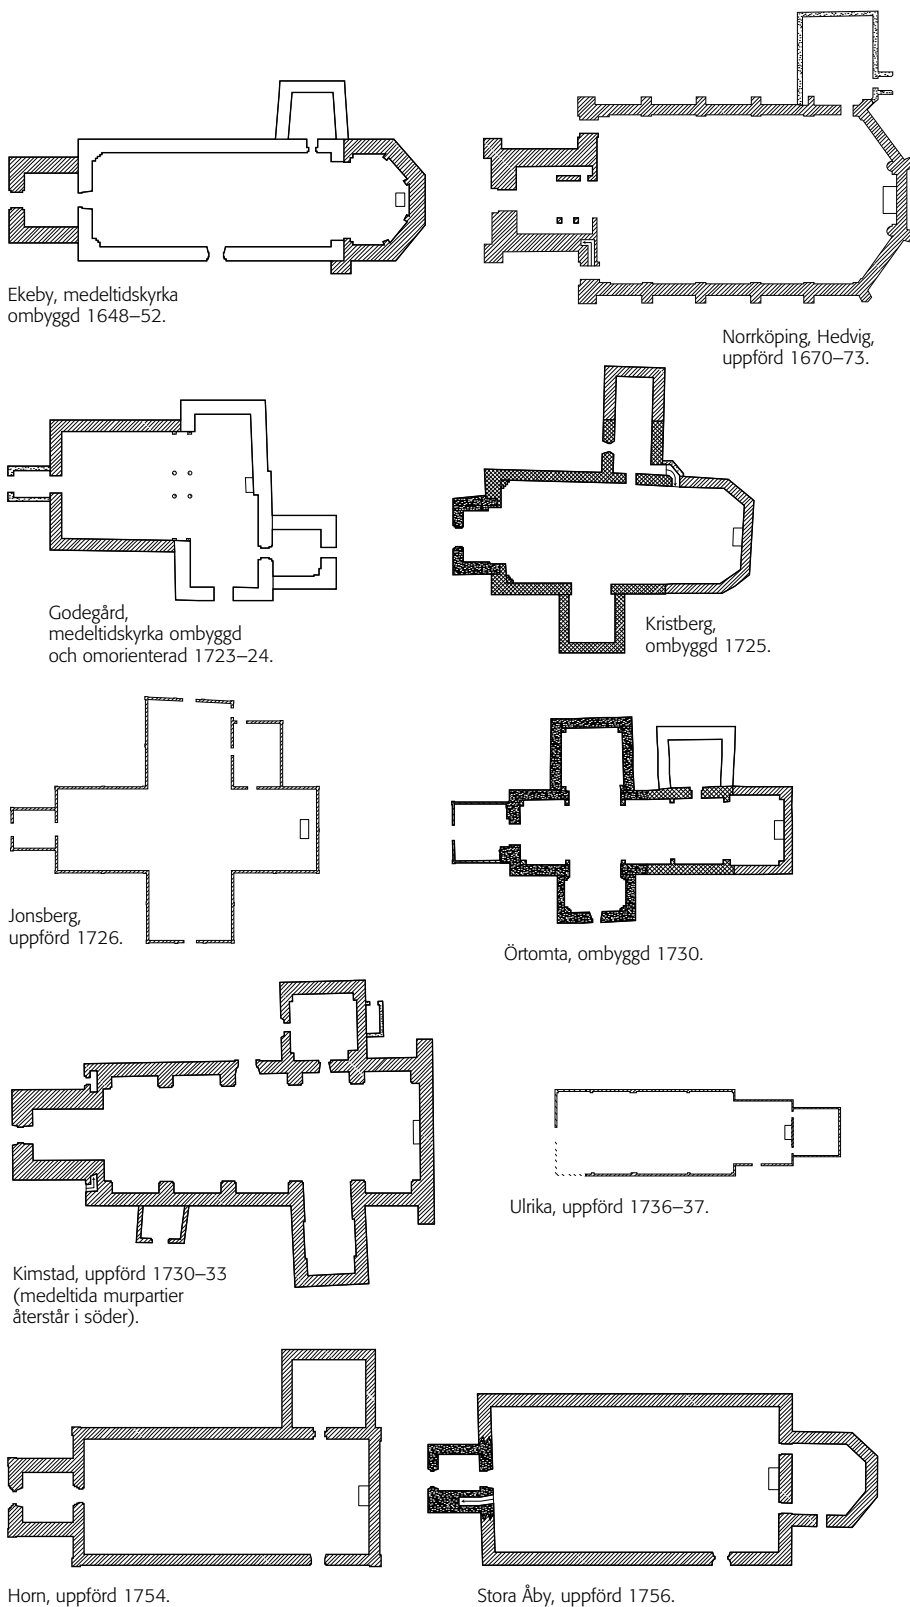 Ekeby, medeltidskyrka
ombyggd 1648–52.
Norrköping, Hedvig,
uppförd 1670–73.
Godegård,
medeltidskyrka ombyggd
och omorienterad 1723–24.
Kristberg,
ombyggd 1725.
Jonsberg,
uppförd 1726.
Örtomta, ombyggd 1730.
Kimstad, uppförd 1730–33
(medeltida murpartier
återstår i söder).
Ulrika, uppförd 1736–37.
Horn, uppförd 1754.
Stora Åby, uppförd 1756.